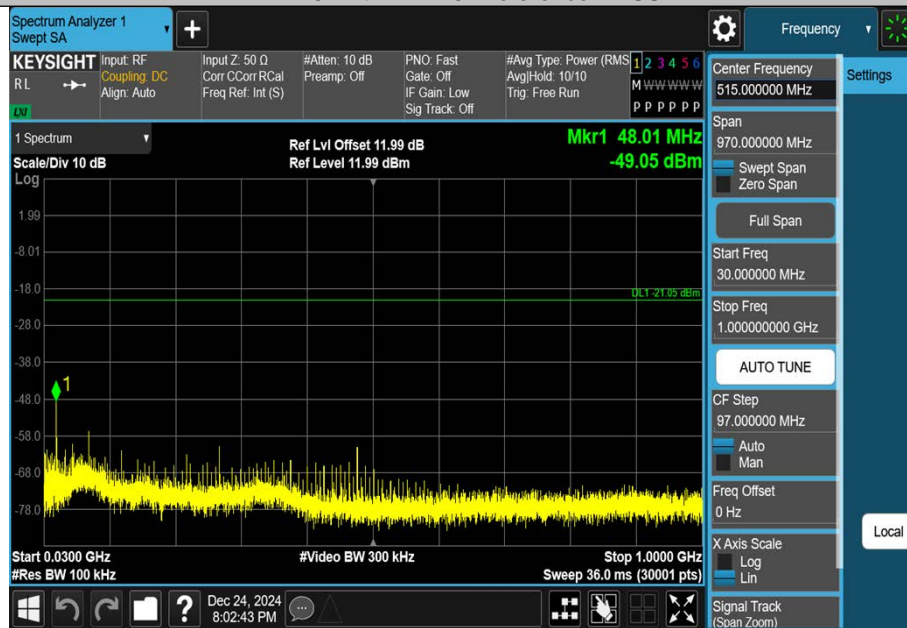 Spectrum Analyzer 1
Swept SA
+
Frequency
KEYSIGHT
RL
LXI
Input: RF
Coupling: DC
Align: Auto
Input Z: 50 Ω
Corr CCorr RCal
Freq Ref: Int (S)
#Atten: 10 dB
Preamp: Off
PNO: Fast
Gate: Off
IF Gain: Low
Sig Track: Off
#Avg Type: Power (RMS
Avg|Hold: 10/10
Trig: Free Run
1 2 3 4 5 6
M W W W W W
P P P P P P
1 Spectrum
Scale/Div 10 dB
Log
Ref Lvl Offset 11.99 dB
Ref Level 11.99 dBm
Mkr1 48.01 MHz
-49.05 dBm
1.99
-8.01
-18.0
DL1 -21.05 dBm
-28.0
-38.0
1
-48.0
-58.0
-68.0
-78.0
Start 0.0300 GHz
#Video BW 300 kHz
Stop 1.0000 GHz
#Res BW 100 kHz
Sweep 36.0 ms (30001 pts)
?
Dec 24, 2024
8:02:43 PM
Center Frequency
515.000000 MHz
Settings
Span
970.000000 MHz
Swept Span
Zero Span
Full Span
Start Freq
30.000000 MHz
Stop Freq
1.000000000 GHz
AUTO TUNE
CF Step
97.000000 MHz
Auto
Man
Freq Offset
0 Hz
Local
X Axis Scale
Log
Lin
Signal Track
(Span Zoom)